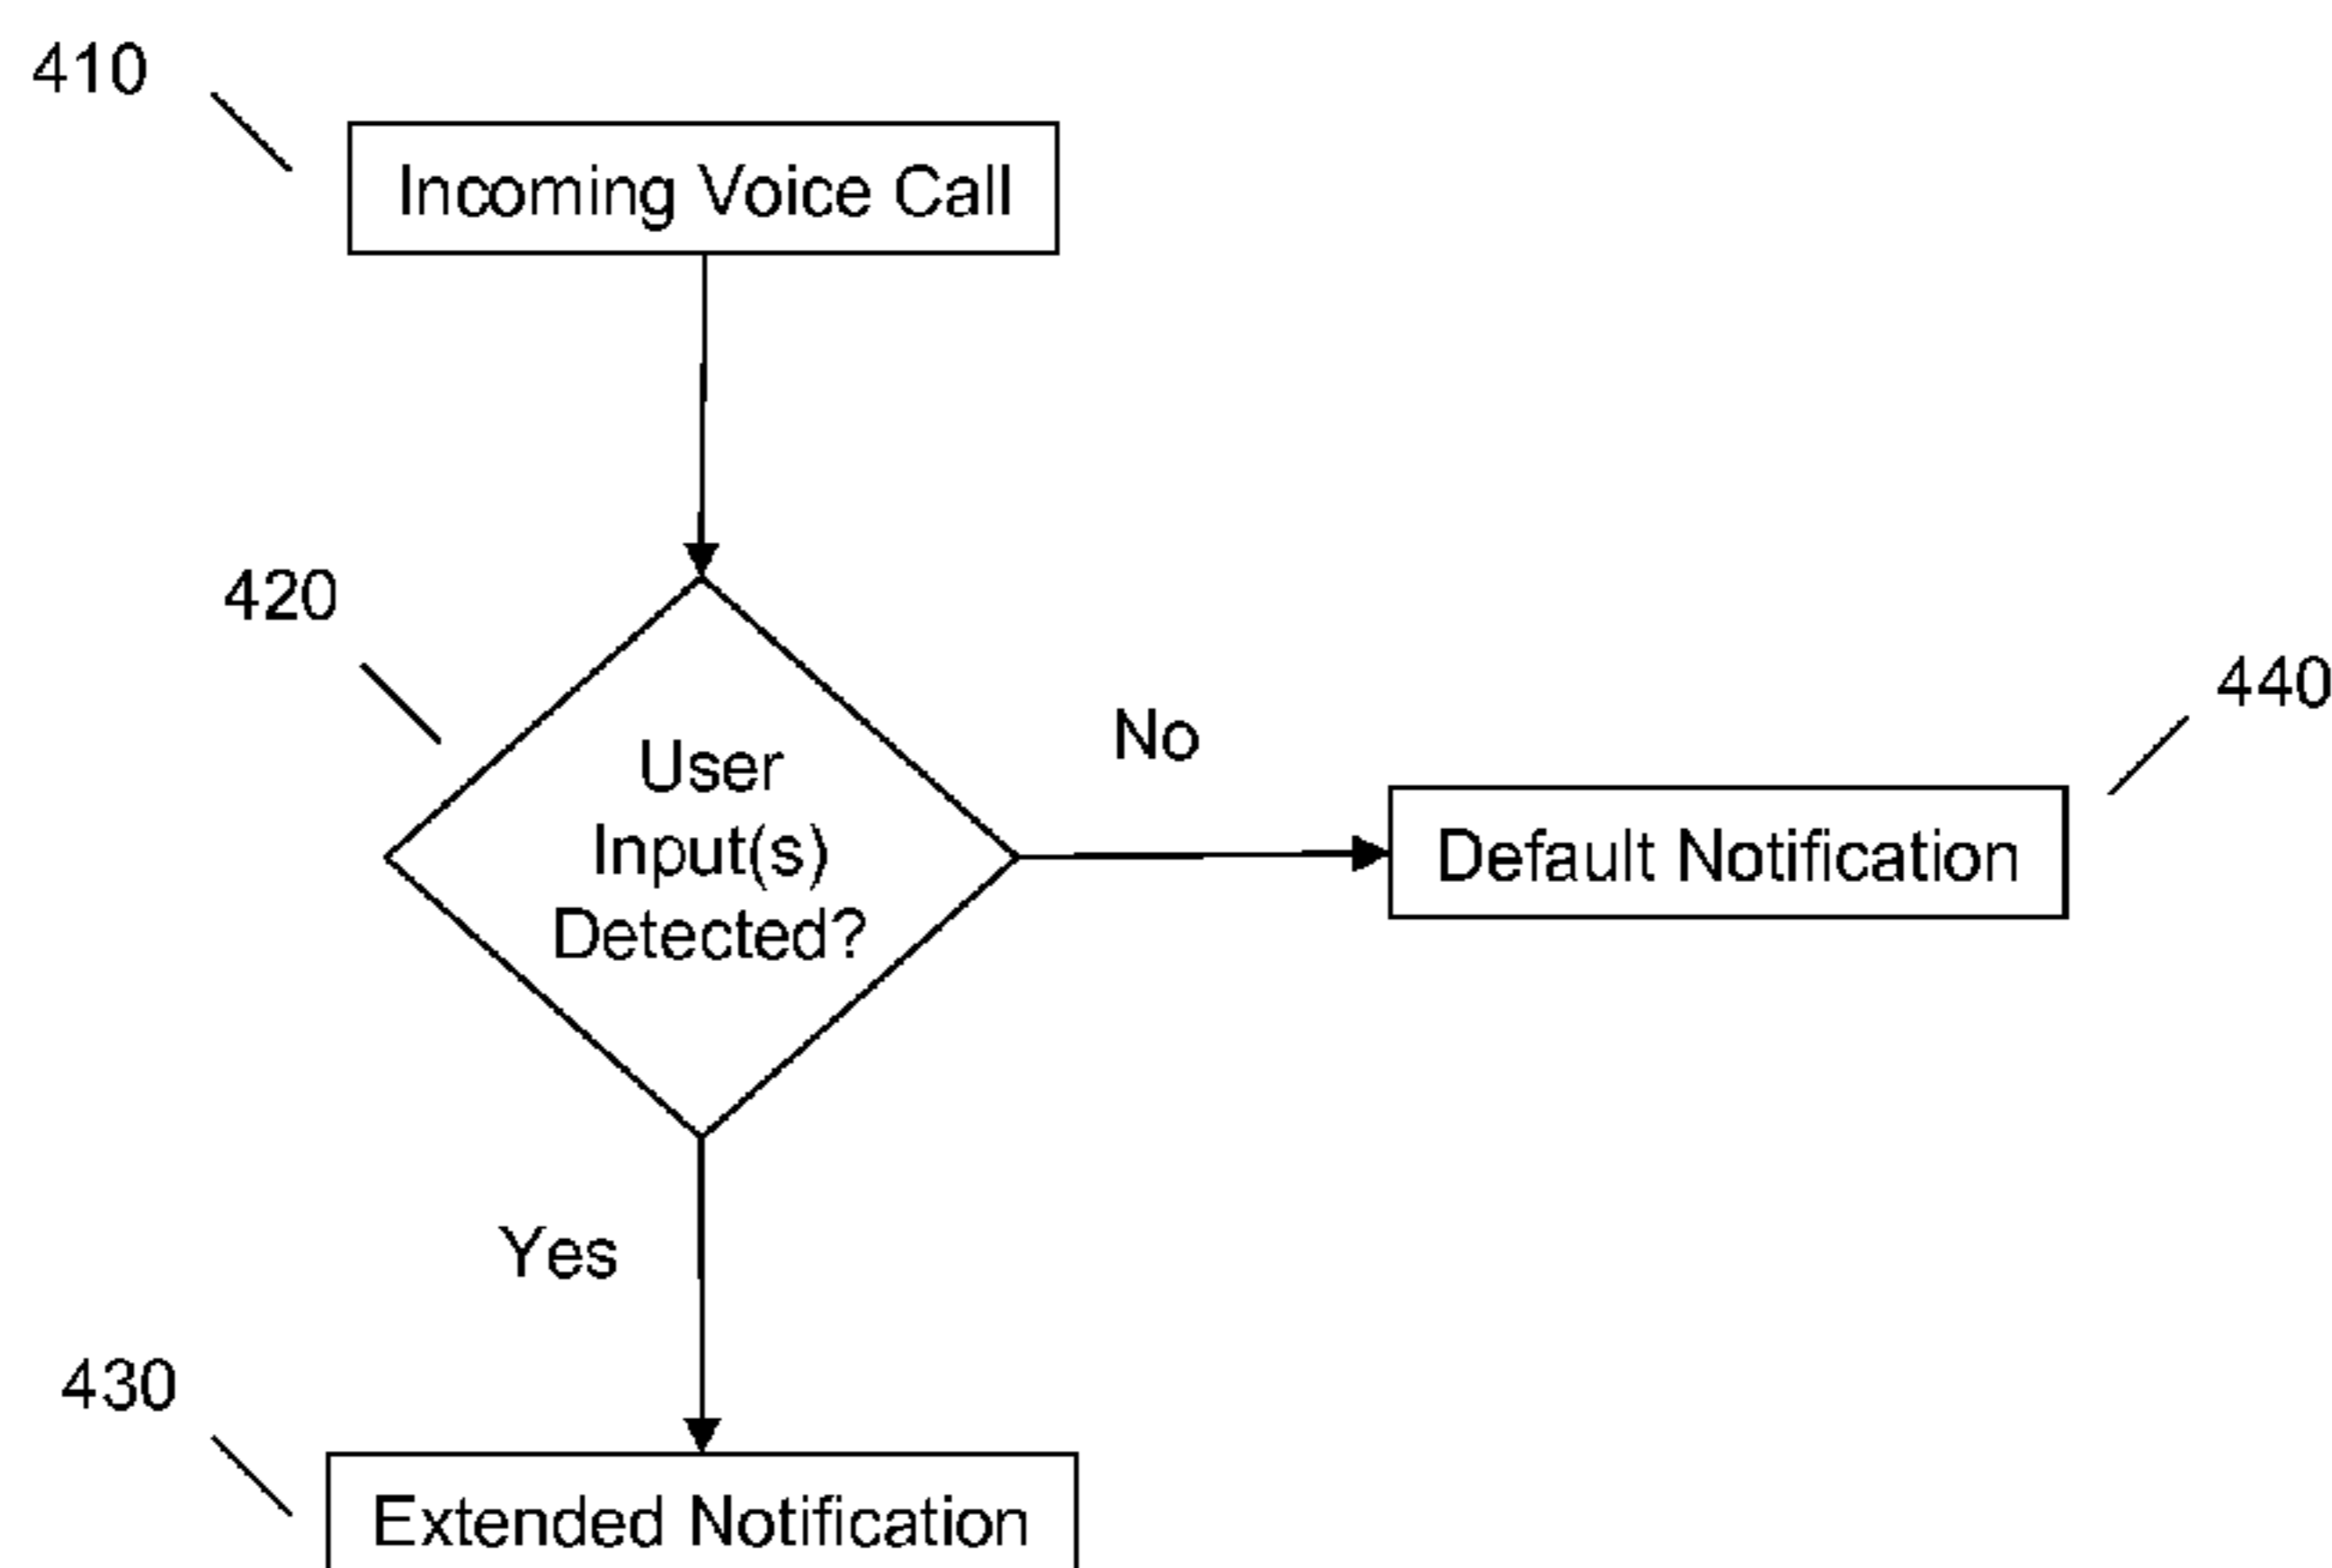 410
Incoming Voice Call
420
User
Input(s)
Detected?
No
440
Default Notification
Yes
430
Extended Notification